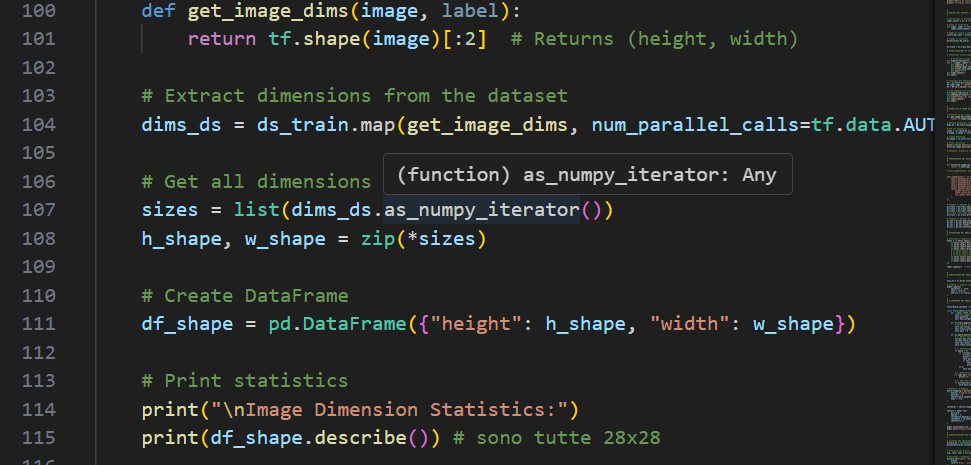 100 def get_image_dims(image, label):
101 return tf.shape(image)[:2]  # Returns (height, width)
102
103 # Extract dimensions from the dataset
104 dims_ds = ds_train.map(get_image_dims, num_parallel_calls=tf.data.AUT
105
(function) as_numpy_iterator: Any
106 # Get all dimensions
107 sizes = list(dims_ds.as_numpy_iterator())
108 h_shape, w_shape = zip(*sizes)
109
110 # Create DataFrame
111 df_shape = pd.DataFrame({"height": h_shape, "width": w_shape})
112
113 # Print statistics
114 print("\nImage Dimension Statistics:")
115 print(df_shape.describe()) # sono tutte 28x28